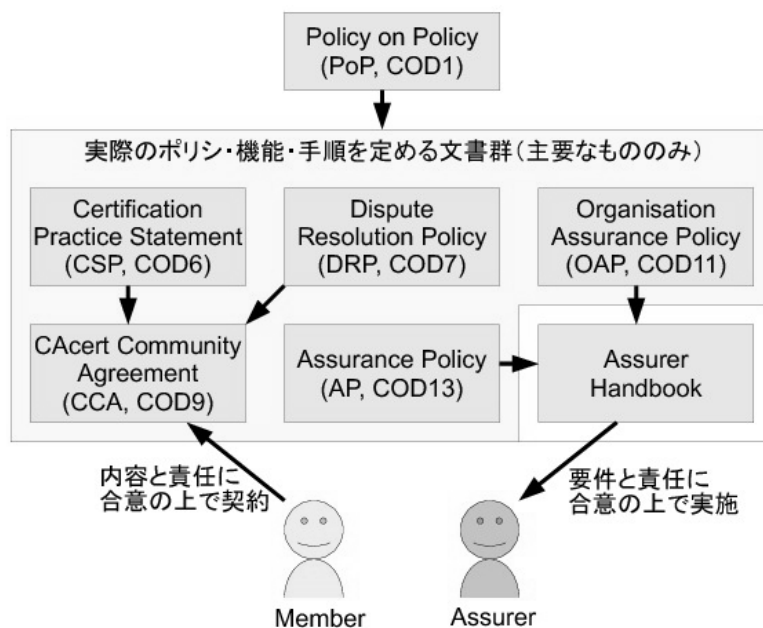 Policy on Policy
(PoP, COD1)
実際のポリシ・機能・手順を定める文書群(主要なもののみ)
Certification
Practice Statement
(CSP, COD6)
Dispute
Resolution Policy
(DRP, COD7)
Organisation
Assurance Policy
(OAP, COD11)
CAcert Community
Agreement
(CCA, COD9)
Assurance Policy
(AP, COD13)
Assurer
Handbook
内容と責任に
合意の上で契約
要件と責任に
合意の上で実施
Member
Assurer